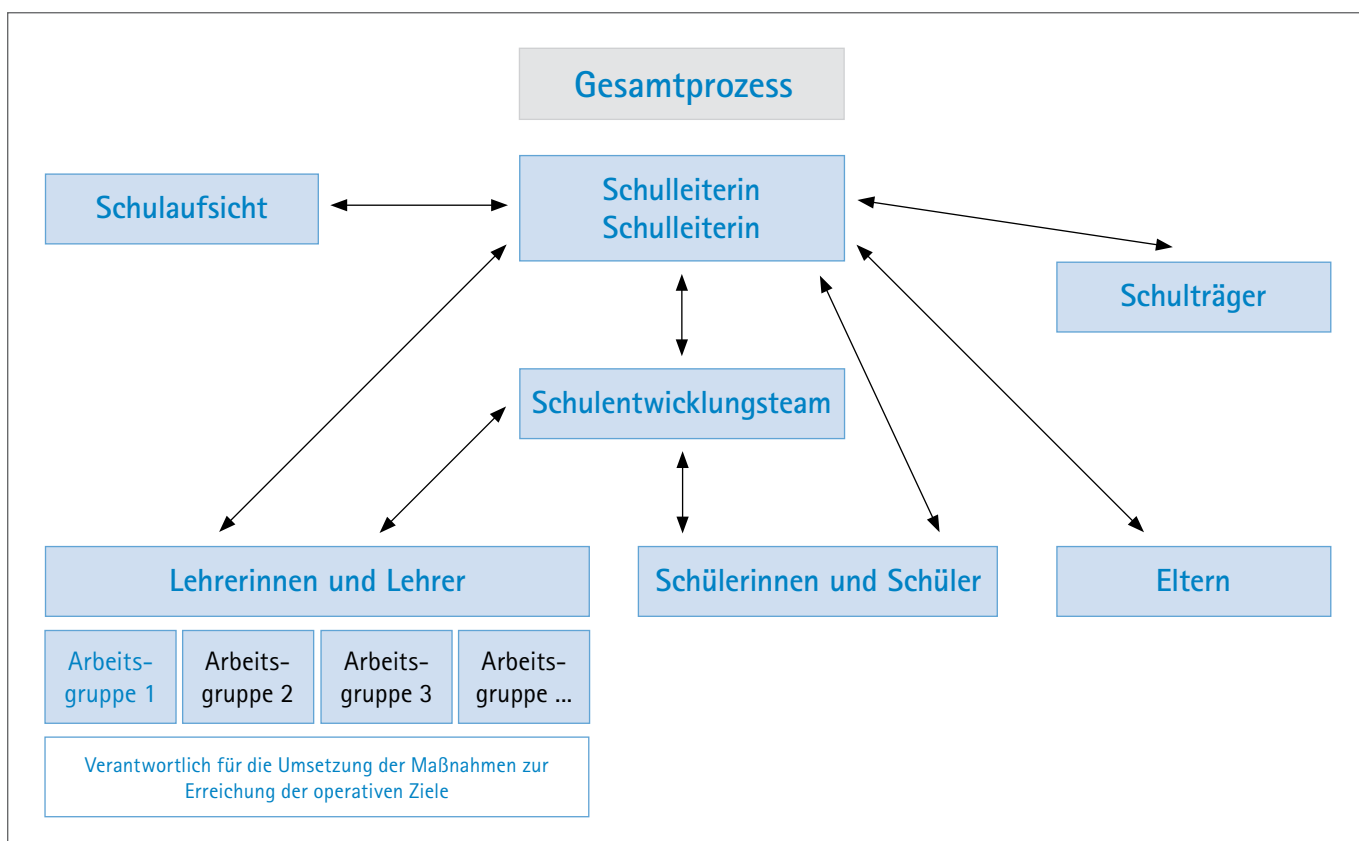 Gesamtprozess
Schulaufsicht
Schulleiterin
Schulleiterin
Schulträger
Schulentwicklungsteam
Lehrerinnen und Lehrer
Schülerinnen und Schüler
Eltern
Arbeits-
gruppe 1
Arbeits-
gruppe 2
Arbeits-
gruppe 3
Arbeits-
gruppe ...
Verantwortlich für die Umsetzung der Maßnahmen zur
Erreichung der operativen Ziele